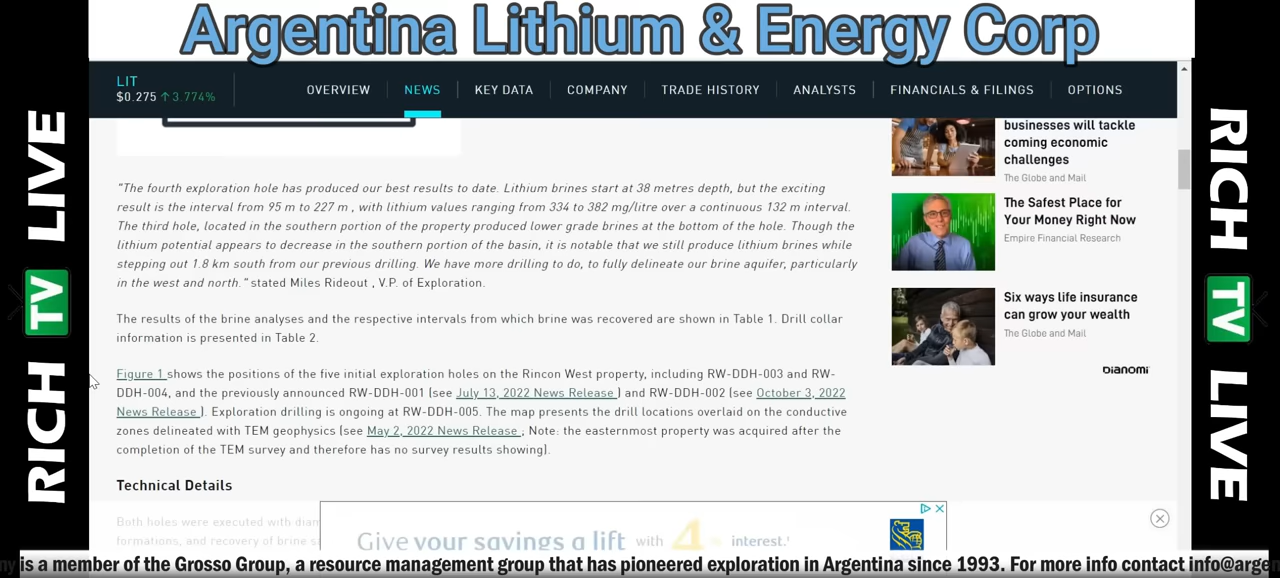 Argentina Lithium & Energy Corp
LIT
$0.275 ↑3.774%
OVERVIEW
NEWS
KEY DATA
COMPANY
TRADE HISTORY
ANALYSTS
FINANCIALS & FILINGS
OPTIONS
RICH TV LIVE
"The fourth exploration hole has produced our best results to date. Lithium brines start at 38 metres depth, but the exciting
result is the interval from 95 m to 227 m , with lithium values ranging from 334 to 382 mg/litre over a continuous 132 m interval.
The third hole, located in the southern portion of the property produced lower grade brines at the bottom of the hole. Though the
lithium potential appears to decrease in the southern portion of the basin, it is notable that we still produce lithium brines while
stepping out 1.8 km south from our previous drilling. We have more drilling to do, to fully delineate our brine aquifer, particularly
in the west and north." stated Miles Rideout , V.P. of Exploration.
The results of the brine analyses and the respective intervals from which brine was recovered are shown in Table 1. Drill collar
information is presented in Table 2.
Figure 1 shows the positions of the five initial exploration holes on the Rincon West property, including RW-DDH-003 and RW-
DDH-004, and the previously announced RW-DDH-001 (see July 13, 2022 News Release ) and RW-DDH-002 (see October 3, 2022
News Release ). Exploration drilling is ongoing at RW-DDH-005. The map presents the drill locations overlaid on the conductive
zones delineated with TEM geophysics (see May 2, 2022 News Release ; Note: the easternmost property was acquired after the
completion of the TEM survey and therefore has no survey results showing).
Technical Details
Both holes were executed with diam
formations, and recovery of brine s
businesses will tackle
coming economic
challenges
The Globe and Mail
The Safest Place for
Your Money Right Now
Empire Financial Research
Six ways life insurance
can grow your wealth
The Globe and Mail
bianomi
Give your savings a lift with 4 interest.¹
RBC
RICH TV LIVE
ny is a member of the Grosso Group, a resource management group that has pioneered exploration in Argentina since 1993. For more info contact info@arge